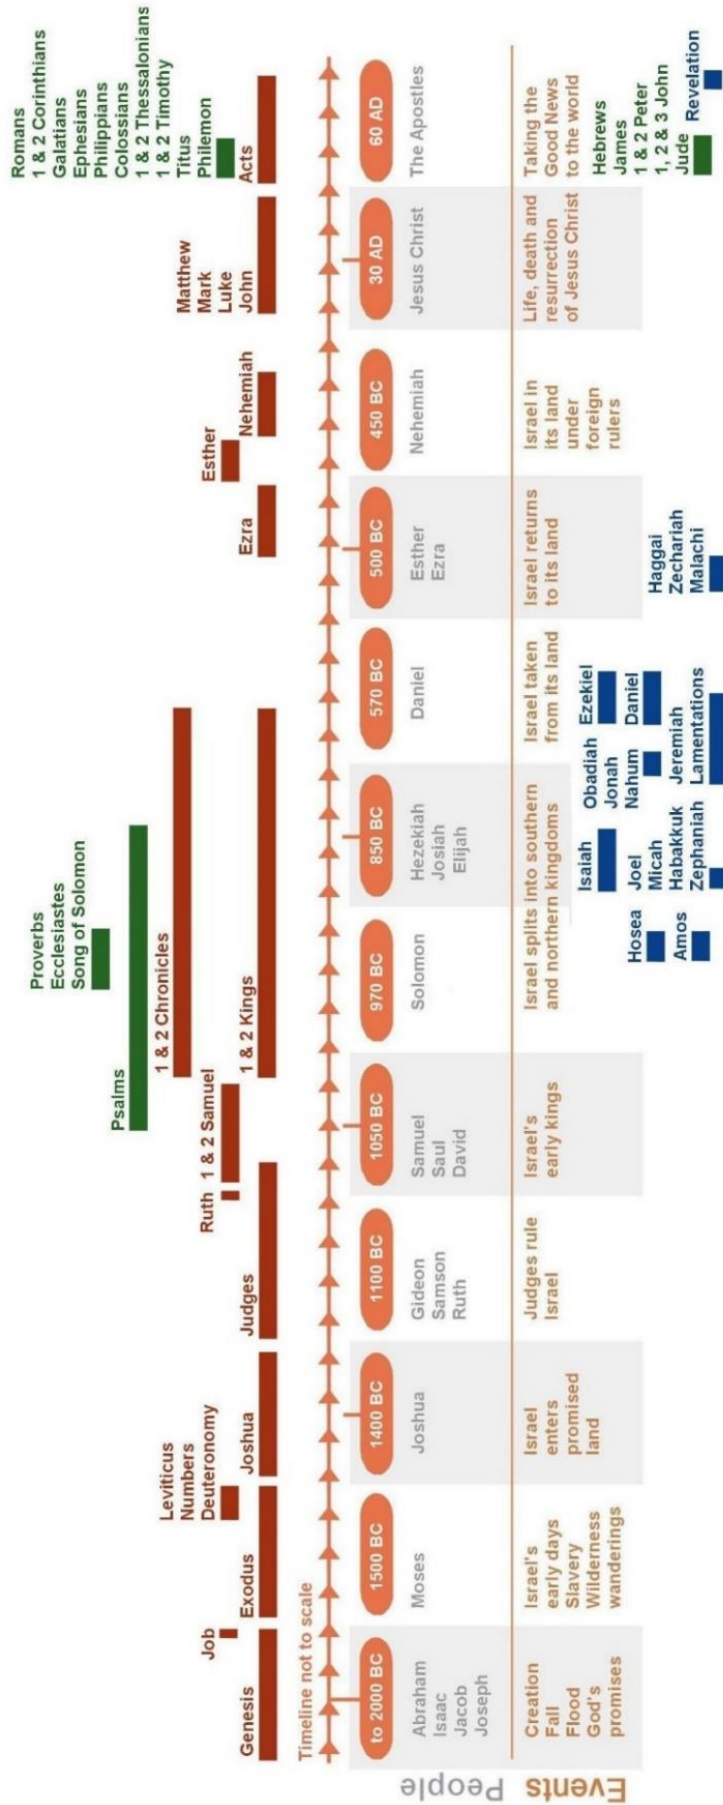 Proverbs
Ecclesiastes
Song of Solomon
Psalms
1 & 2 Chronicles
Romans
1 & 2 Corinthians
Galatians
Ephesians
Philippians
Colossians
1 & 2 Thessalonians
1 & 2 Timothy
Titus
Philemon
Leviticus
Numbers
Deuteronomy
Job
Ruth
1 & 2 Samuel
Esther
Matthew
Mark
Luke
John
Genesis
Exodus
Joshua
Judges
1 & 2 Kings
Ezra
Nehemiah
Acts
Timeline not to scale
to 2000 BC
1500 BC
1400 BC
1100 BC
1050 BC
970 BC
850 BC
570 BC
500 BC
450 BC
30 AD
60 AD
People
Abraham
Isaac
Jacob
Joseph
Moses
Joshua
Gideon
Samson
Ruth
Samuel
Saul
David
Solomon
Hezekiah
Josiah
Elijah
Daniel
Esther
Ezra
Nehemiah
Jesus Christ
The Apostles
Events
Creation
Fall
Flood
God's
promises
Israel's
early days
Slavery
Wilderness
wanderings
Israel
enters
promised
land
Judges rule
Israel
Israel's
early kings
Israel splits into southern
and northern kingdoms
Israel taken
from its land
Israel returns
to its land
Israel in
its land
under
foreign
rulers
Life, death and
resurrection
of Jesus Christ
Taking the
Good News
to the world
Hosea
Amos
Isaiah
Joel
Micah
Habakkuk
Zephaniah
Obadiah
Jonah
Nahum
Jeremiah
Lamentations
Ezekiel
Daniel
Haggai
Zechariah
Malachi
Hebrews
James
1 & 2 Peter
1, 2 & 3 John
Jude
Revelation